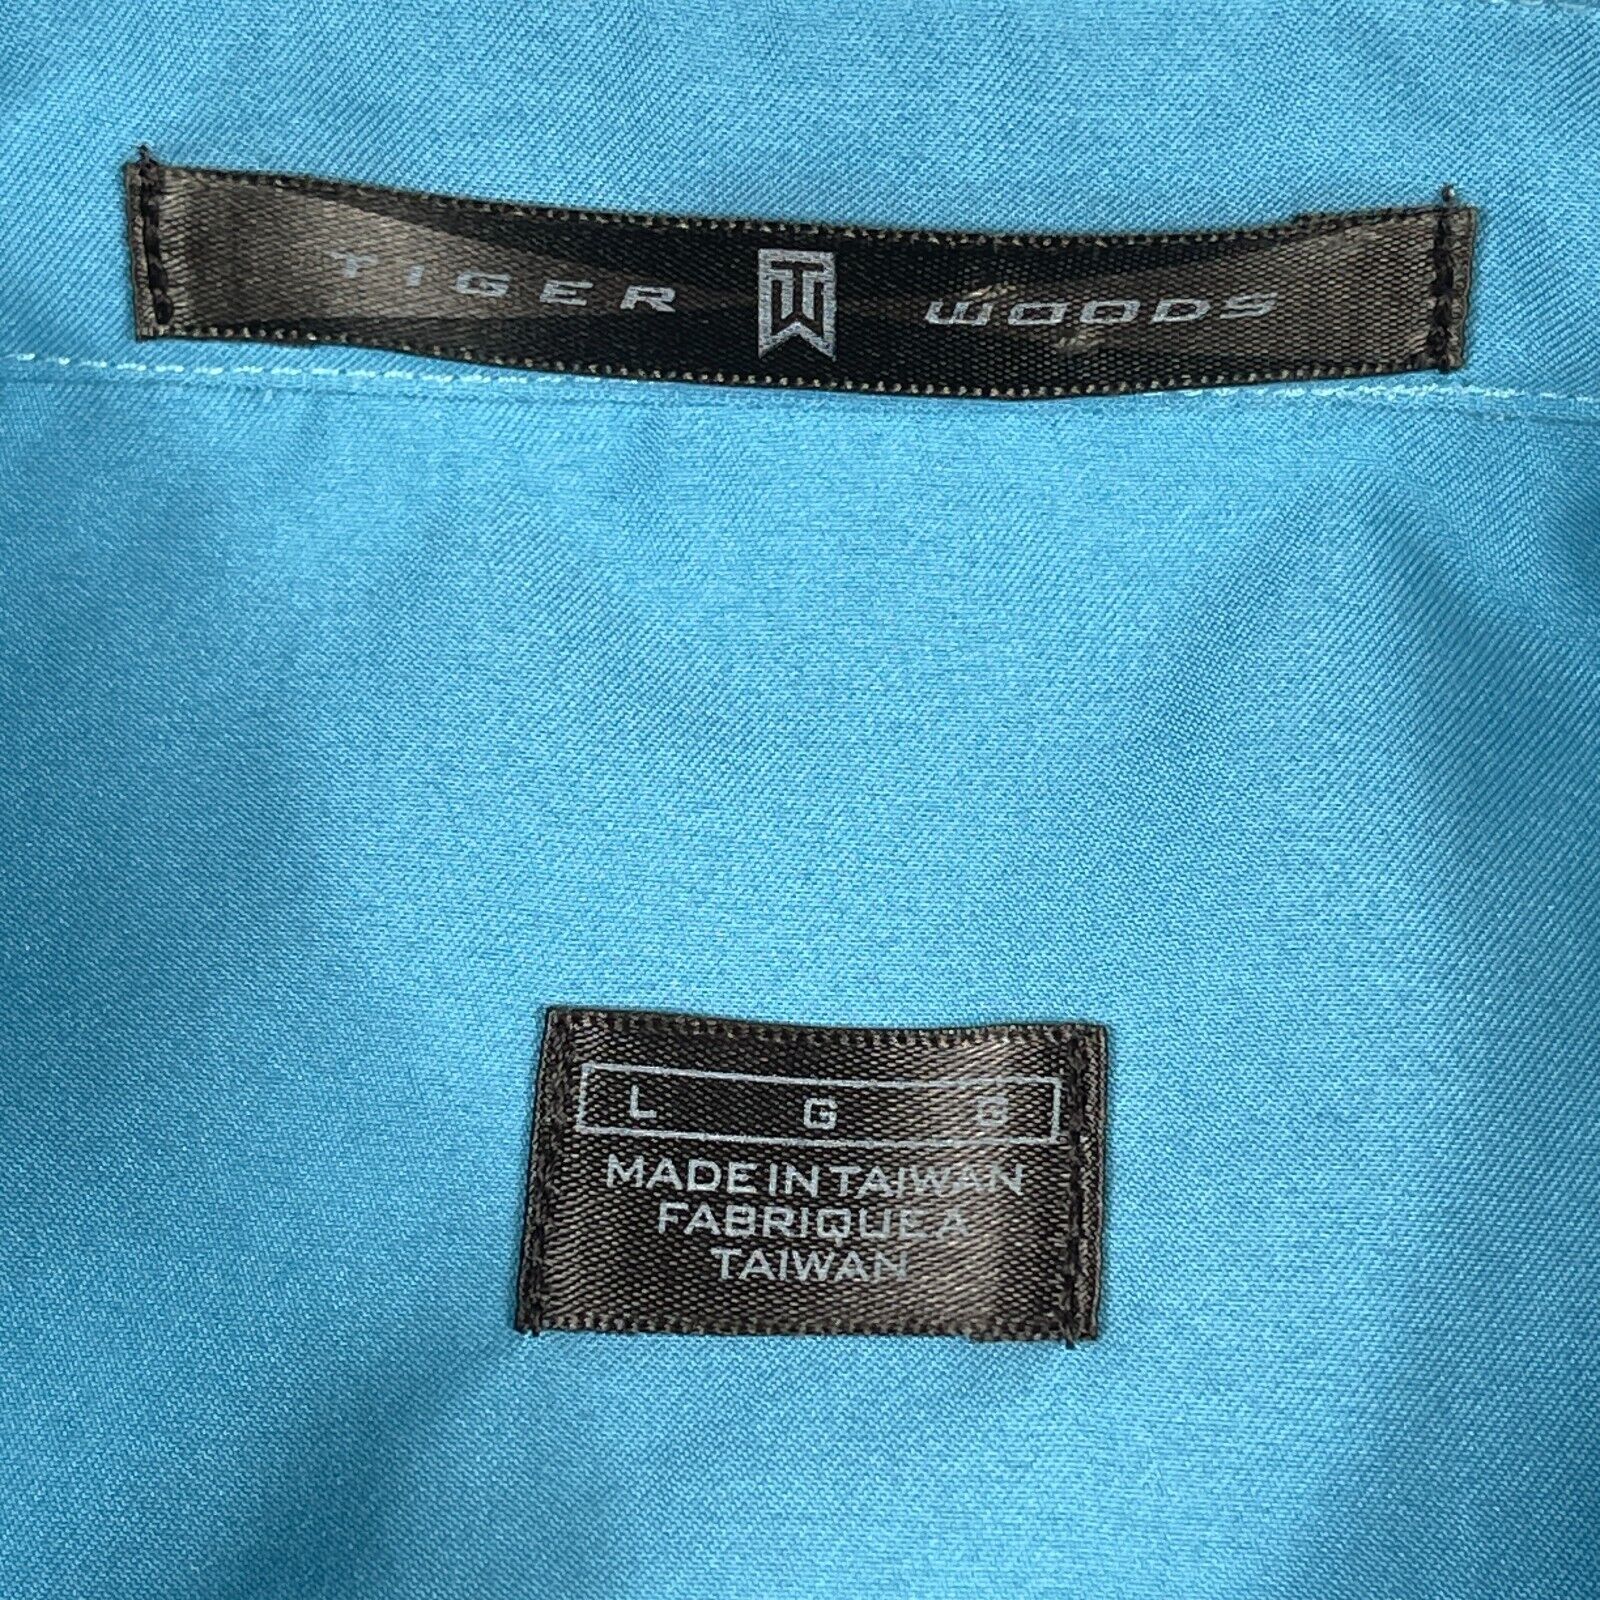 TIGER TW WOODS
L G G
MADE IN TAIWAN
FABRIQUE A
TAIWAN